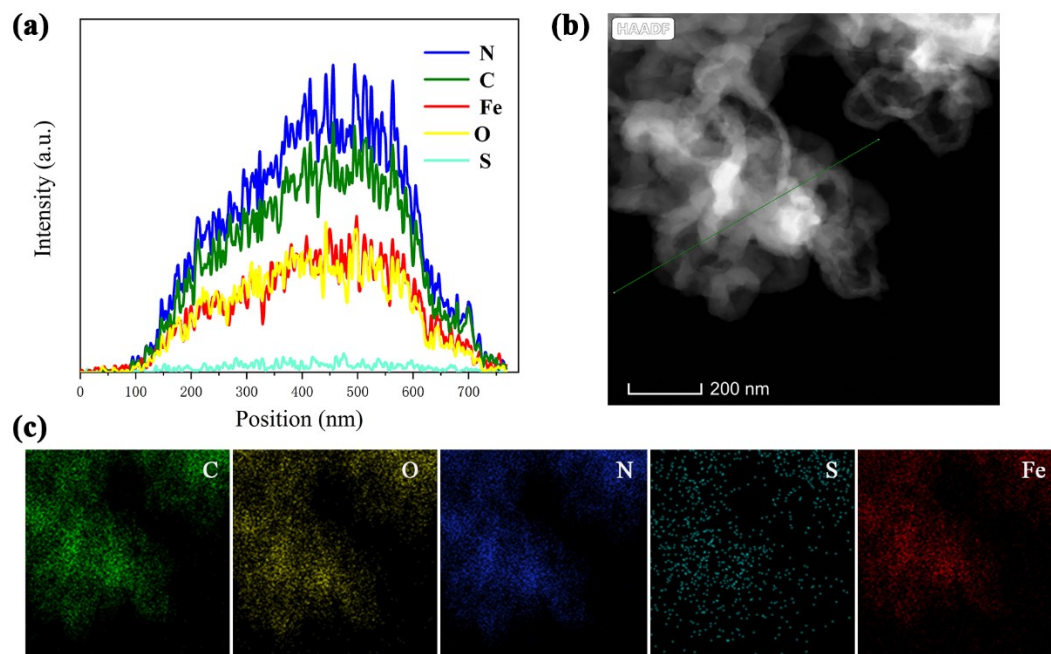 (a)
N
C
Fe
O
S
Intensity (a.u.)
0 100 200 300 400 500 600 700
Position (nm)
(b)
HAADF
200 nm
(c)
C
O
N
S
Fe